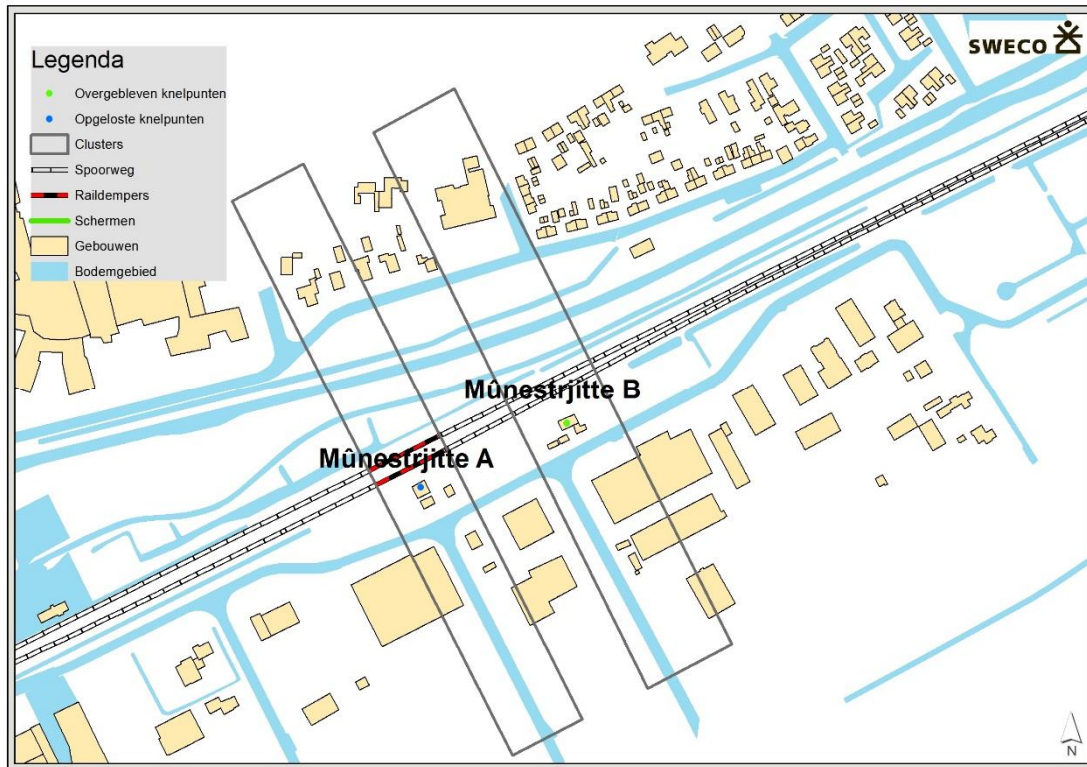 SWECO
Legenda
Overgebleven knelpunten
Opgeloste knelpunten
Clusters
Spoorweg
Raildempers
Schermen
Gebouwen
Bodemgebied
Mûnestrjitte B
Mûnestrjitte A
N